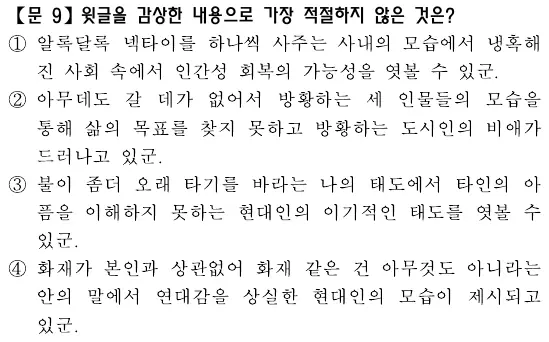 【문 9】윗글을 감상한 내용으로 가장 적절하지 않은 것은?
① 알록달록 넥타이를 하나씩 사주는 사내의 모습에서 냉혹해
진 사회 속에서 인간성 회복의 가능성을 엿볼 수 있군.
② 아무데도 갈 데가 없어서 방황하는 세 인물들의 모습을
통해 삶의 목표를 찾지 못하고 방황하는 도시인의 비애가
드러나고 있군.
③ 불이 좀더 오래 타기를 바라는 나의 태도에서 타인의 아
픔을 이해하지 못하는 현대인의 이기적인 태도를 엿볼 수
있군.
④ 화재가 본인과 상관없어 화재 같은 건 아무것도 아니라는
안의 말에서 연대감을 상실한 현대인의 모습이 제시되고
있군.